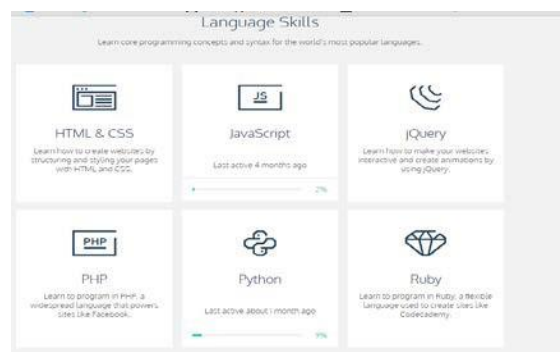 Language Skills
Learn core programming concepts and syntax for the world's most popular languages.
HTML & CSS
Learn how to create websites by
structuring and styling your pages
with HTML and CSS.
JS
JavaScript
Last active 4 months ago
2%
jQuery
Learn how to make your websites
interactive and create animations by
using jQuery.
PHP
PHP
Learn to program in PHP, a
widespread language that powers
sites like Facebook.
Python
Last active about 1 month ago
9%
Ruby
Learn to program in Ruby, a flexible
language used to create sites like
Codecademy.